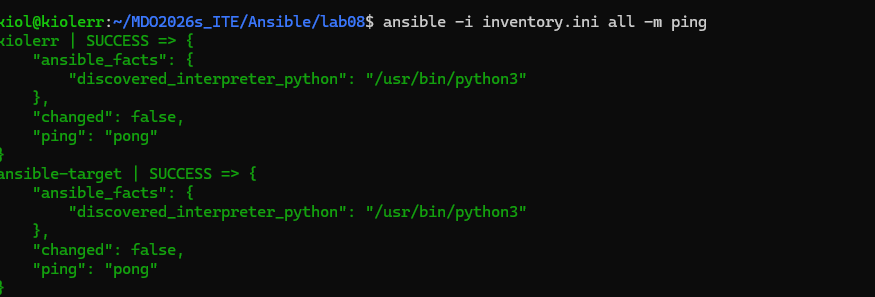 kiol@kiolerr:~/MDO2026s_ITE/Ansible/lab08$ ansible -i inventory.ini all -m ping
kiolerr | SUCCESS => {
    "ansible_facts": {
        "discovered_interpreter_python": "/usr/bin/python3"
    },
    "changed": false,
    "ping": "pong"
}
ansible-target | SUCCESS => {
    "ansible_facts": {
        "discovered_interpreter_python": "/usr/bin/python3"
    },
    "changed": false,
    "ping": "pong"
}